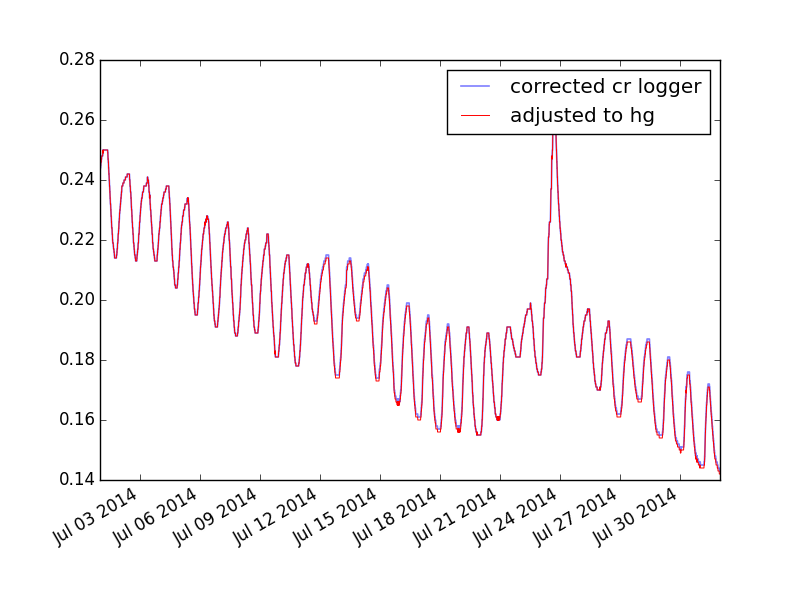 0.28
0.26
0.24
0.22
0.20
0.18
0.16
0.14
corrected cr logger
adjusted to hg
Jul 03 2014
Jul 06 2014
Jul 09 2014
Jul 12 2014
Jul 15 2014
Jul 18 2014
Jul 21 2014
Jul 24 2014
Jul 27 2014
Jul 30 2014